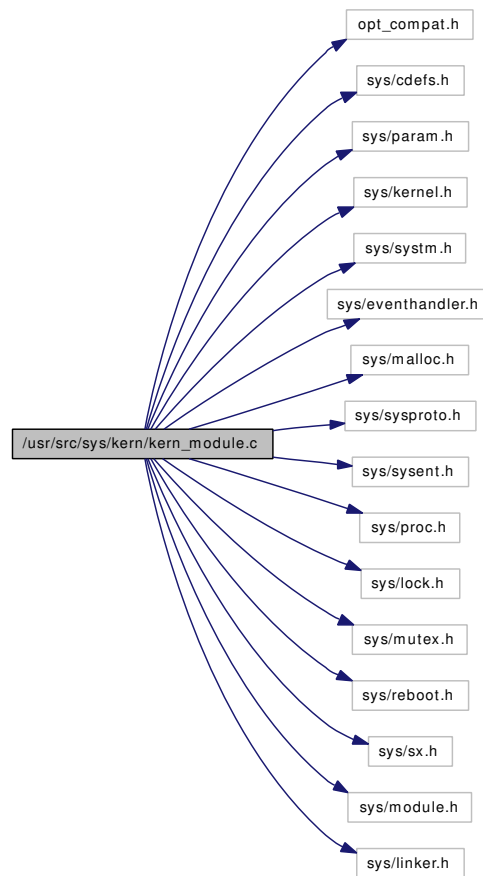 opt_compat.h
sys/cdefs.h
sys/param.h
sys/kernel.h
sys/systm.h
sys/eventhandler.h
sys/malloc.h
sys/sysproto.h
/usr/src/sys/kern/kern_module.c
sys/sysent.h
sys/proc.h
sys/lock.h
sys/mutex.h
sys/reboot.h
sys/sx.h
sys/module.h
sys/linker.h